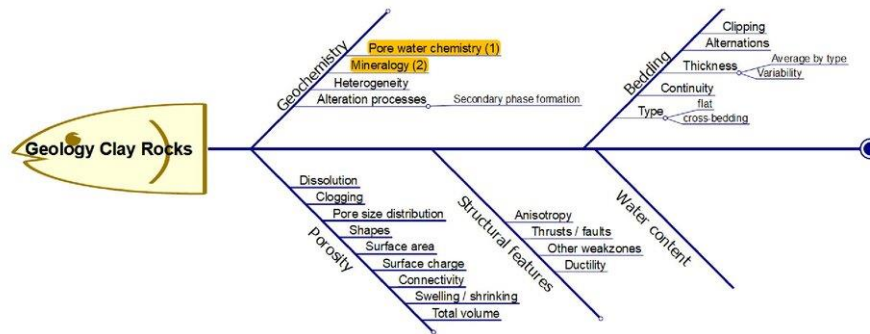 Geology Clay Rocks
Geochemistry
Pore water chemistry (1)
Mineralogy (2)
Heterogeneity
Alteration processes
Secondary phase formation
Bedding
Clipping
Alternations
Thickness
Average by type
Variability
Continuity
Type
flat
cross-bedding
Porosity
Dissolution
Clogging
Pore size distribution
Shapes
Surface area
Surface charge
Connectivity
Swelling / shrinking
Total volume
Structural features
Anisotropy
Thrusts / faults
Other weakzones
Ductility
Water content